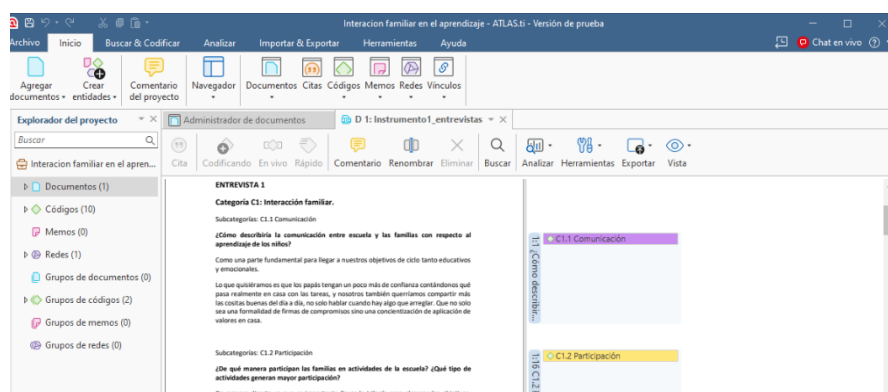 Interacion familiar en el aprendizaje - ATLAS.ti - Versión de prueba
Archivo Inicio Buscar & Codificar Analizar Importar & Exportar Herramientas Ayuda Chat en vivo
Agregar documentos Crear entidades Comentario del proyecto Navegador Documentos Citas Códigos Memos Redes Vínculos
Explorador del proyecto
Administrador de documentos
D 1: Instrumento1_entrevistas
Buscar
Cita Codificando En vivo Rápido Comentario Renombrar Eliminar Buscar Analizar Herramientas Exportar Vista
Interacion familiar en el apren...
Documentos (1)
Códigos (10)
Memos (0)
Redes (1)
Grupos de documentos (0)
Grupos de códigos (2)
Grupos de memos (0)
Grupos de redes (0)
ENTREVISTA 1
Categoría C1: Interacción familiar.
Subcategorías: C1.1 Comunicación
¿Cómo describiría la comunicación entre escuela y las familias con respecto al
aprendizaje de los niños?
Como una parte fundamental para llegar a nuestros objetivos de ciclo tanto educativos
y emocionales.
Lo que quisiéramos es que los papás tengan un poco más de confianza contándonos qué
pasa realmente en casa con las tareas, y nosotros también querríamos compartir más
las cositas buenas del día a día, no solo hablar cuando hay algo que arreglar. Que no solo
sea una formalidad de firmas de compromisos sino una concientización de aplicación de
valores en casa.
Subcategorías: C1.2 Participación
¿De qué manera participan las familias en actividades de la escuela? ¿Qué tipo de
actividades generan mayor participación?
1:1 ¿Cómo describir...
C1.1 Comunicación
1:16 C1.2
C1.2 Participación